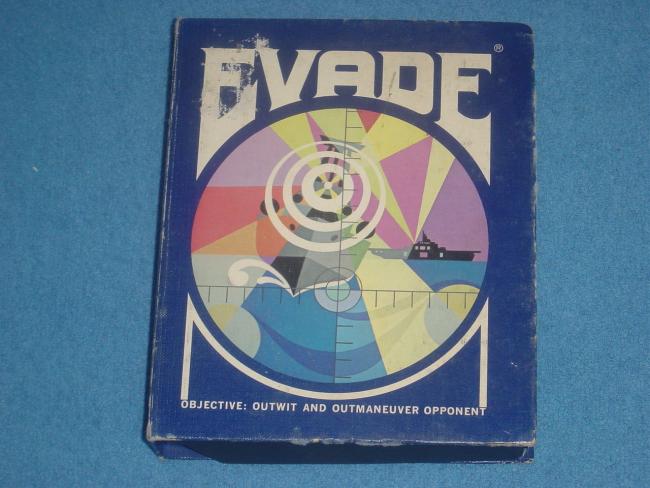 EVADE®
OBJECTIVE: OUTWIT AND OUTMANEUVER OPPONENT